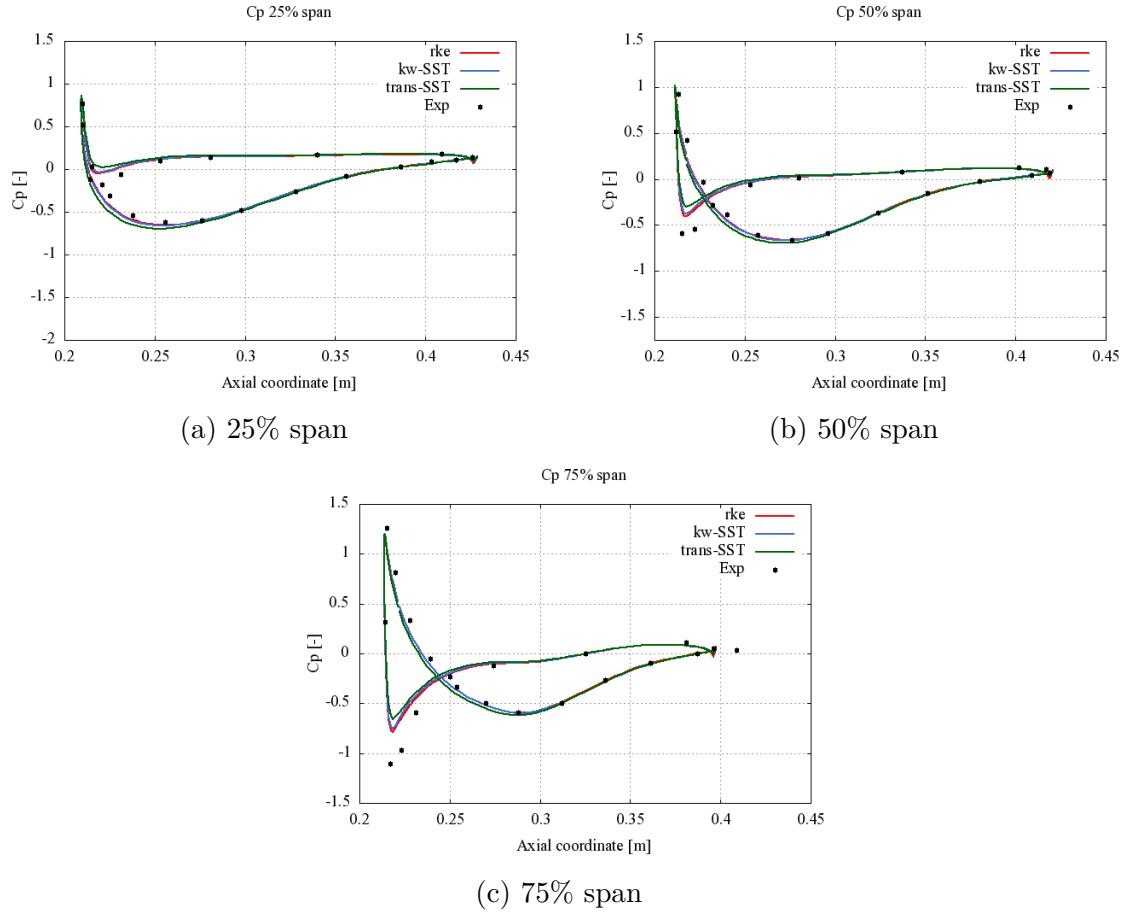 Cp 25% span
1.5
1
0.5
0
-0.5
-1
-1.5
-2
Cp [-]
rke
kw-SST
trans-SST
Exp
0.2 0.25 0.3 0.35 0.4 0.45
Axial coordinate [m]
(a) 25% span
Cp 50% span
1.5
1
0.5
0
-0.5
-1
-1.5
Cp [-]
rke
kw-SST
trans-SST
Exp
0.2 0.25 0.3 0.35 0.4 0.45
Axial coordinate [m]
(b) 50% span
Cp 75% span
1.5
1
0.5
0
-0.5
-1
-1.5
Cp [-]
rke
kw-SST
trans-SST
Exp
0.2 0.25 0.3 0.35 0.4 0.45
Axial coordinate [m]
(c) 75% span